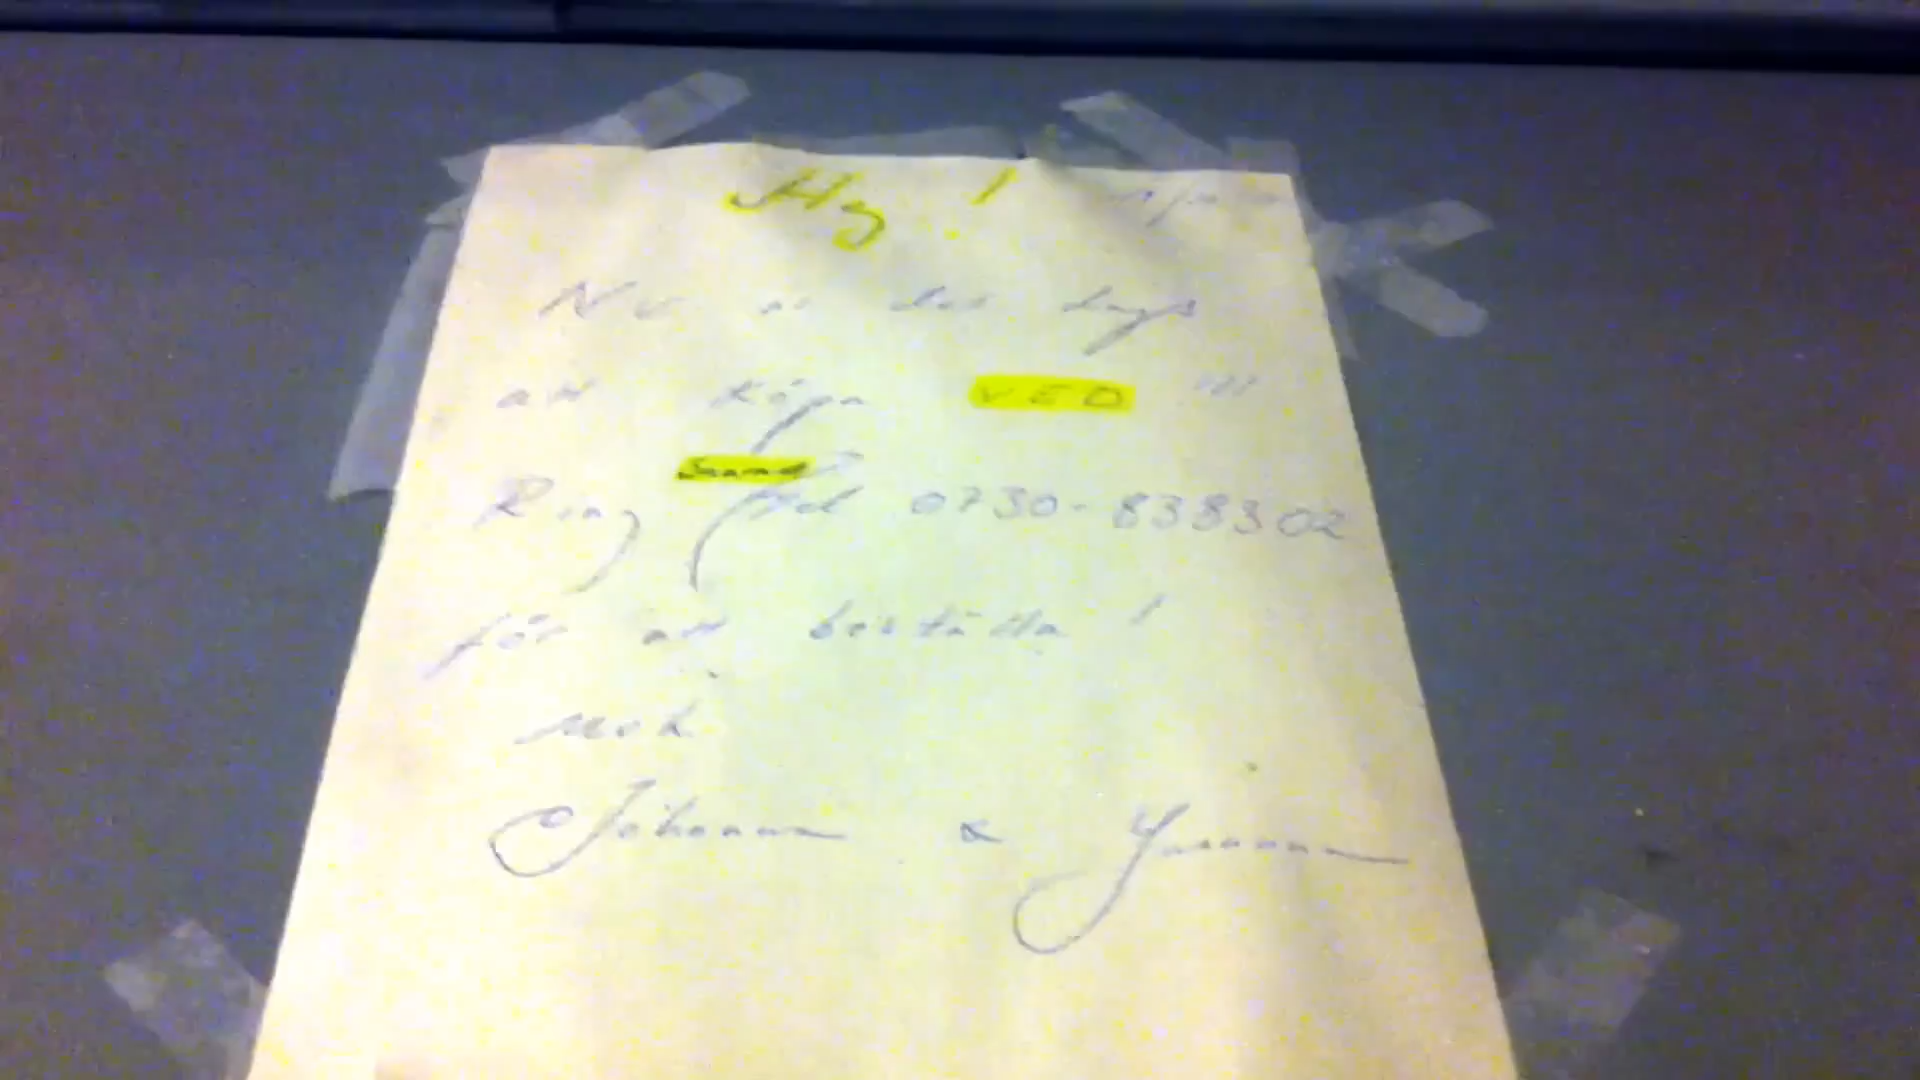 Hej !
Nu är det dags
att köpa VED !!!
Ring tel 0730-838302
för att beställa !
MVH
Johanna &